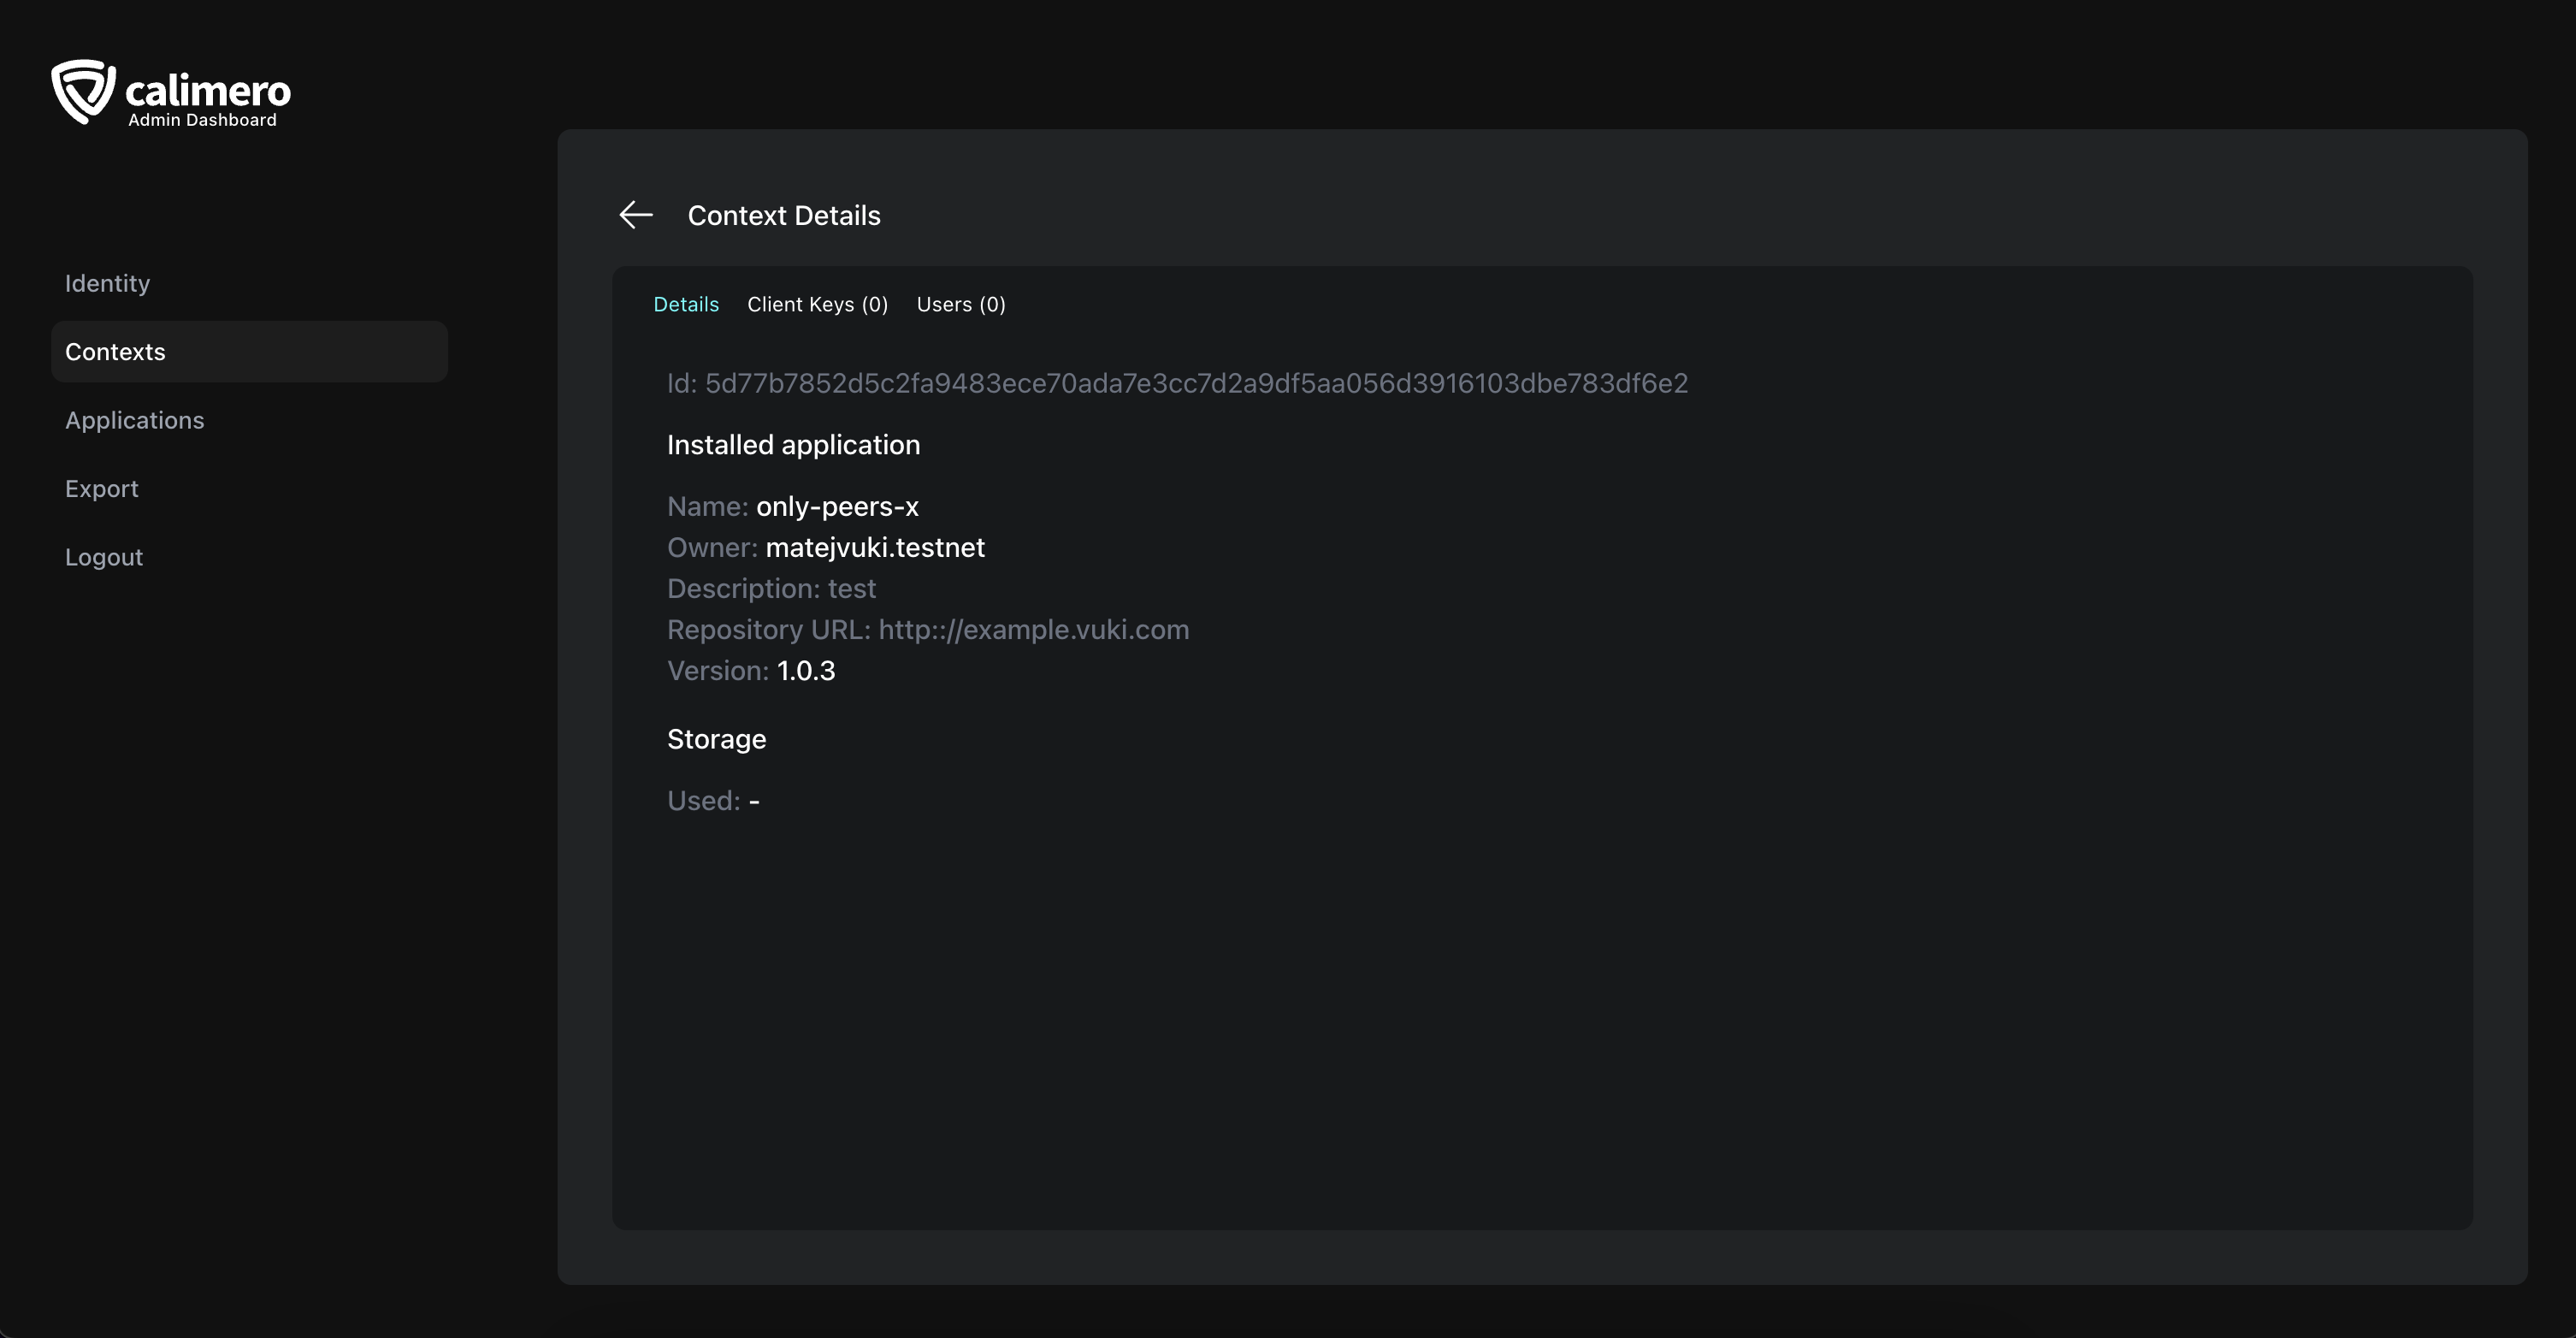 calimero
Admin Dashboard
Identity
Contexts
Applications
Export
Logout
Context Details
Details Client Keys (0) Users (0)
Id: 5d77b7852d5c2fa9483ece70ada7e3cc7d2a9df5aa056d3916103dbe783df6e2
Installed application
Name: only-peers-x
Owner: matejvuki.testnet
Description: test
Repository URL: http:://example.vuki.com
Version: 1.0.3
Storage
Used: -